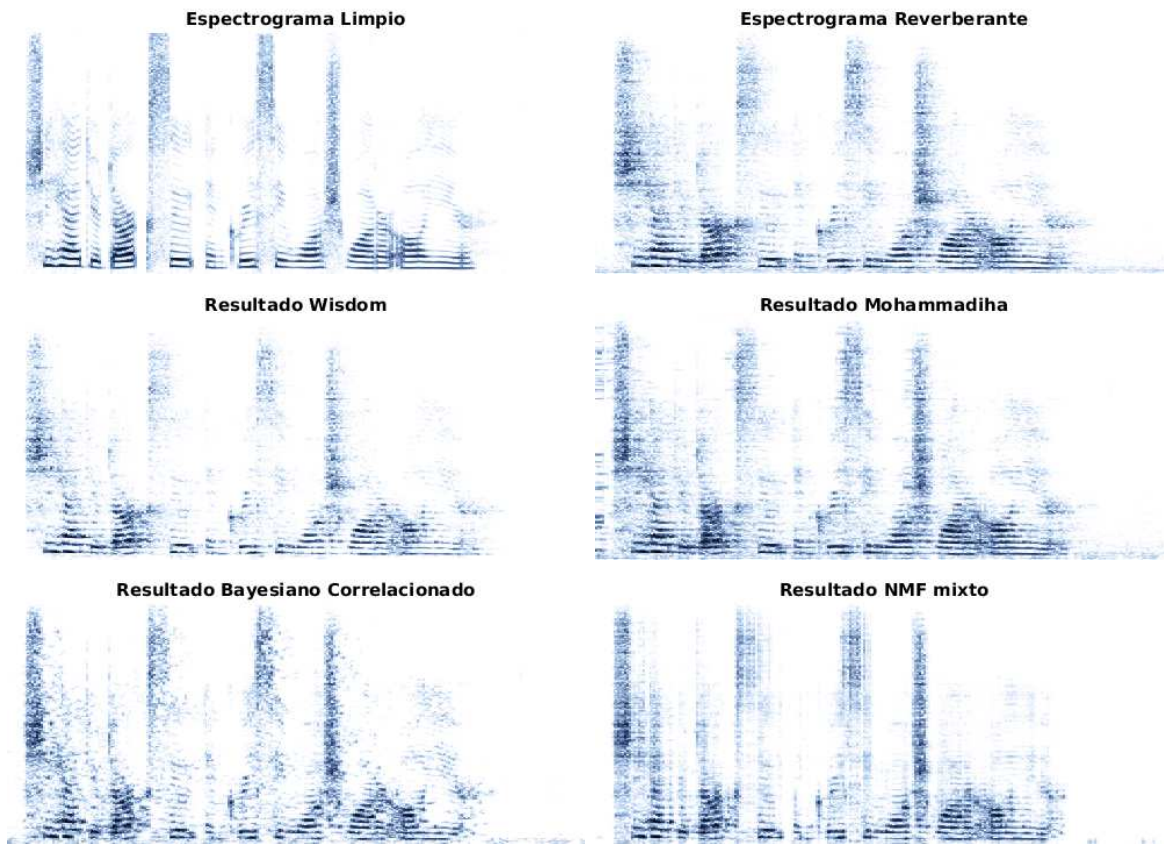 Espectrograma Limpio
Espectrograma Reverberante
Resultado Wisdom
Resultado Mohammadiha
Resultado Bayesiano Correlacionado
Resultado NMF mixto